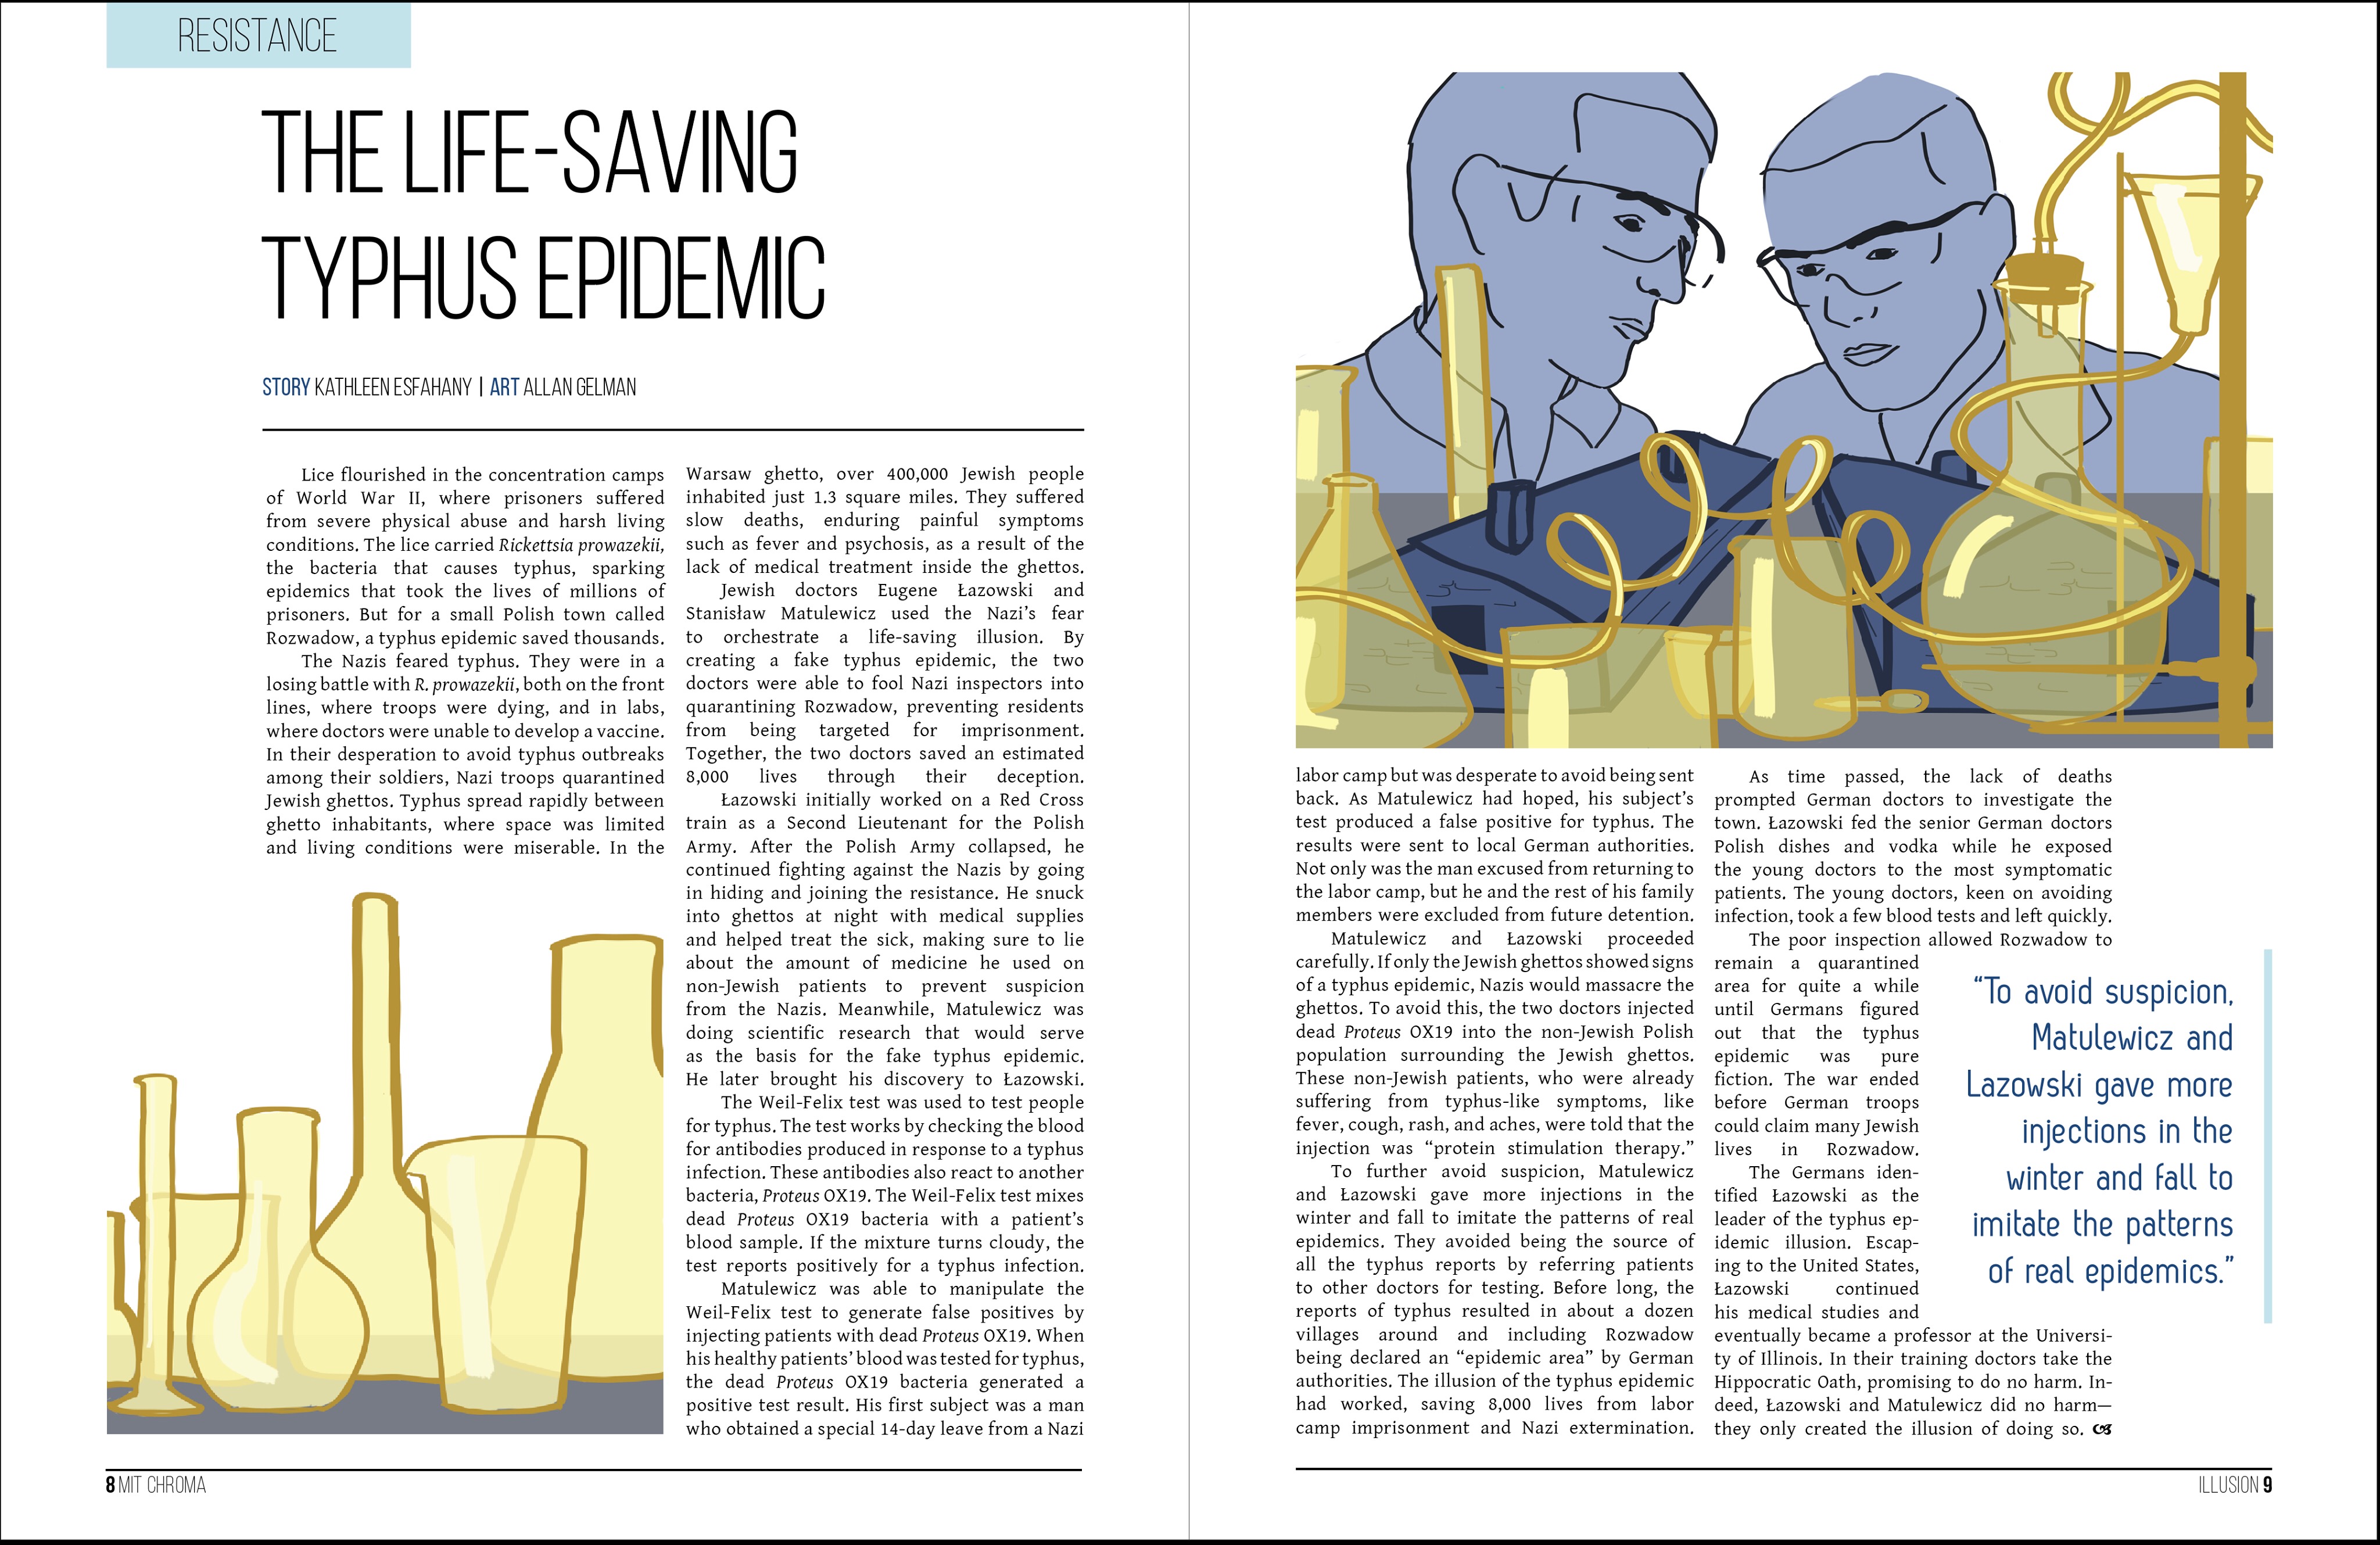 RESISTANCE
THE LIFE-SAVING
TYPHUS EPIDEMIC
STORY KATHLEEN ESFAHANY | ART ALLAN GELMAN
Lice flourished in the concentration camps
of World War II, where prisoners suffered
from severe physical abuse and harsh living
conditions. The lice carried Rickettsia prowazekii,
the bacteria that causes typhus, sparking
epidemics that took the lives of millions of
prisoners. But for a small Polish town called
Rozwadow, a typhus epidemic saved thousands.
The Nazis feared typhus. They were in a
losing battle with R. prowazekii, both on the front
lines, where troops were dying, and in labs,
where doctors were unable to develop a vaccine.
In their desperation to avoid typhus outbreaks
among their soldiers, Nazi troops quarantined
Jewish ghettos. Typhus spread rapidly between
ghetto inhabitants, where space was limited
and living conditions were miserable. In the
Warsaw ghetto, over 400,000 Jewish people
inhabited just 1.3 square miles. They suffered
slow deaths, enduring painful symptoms
such as fever and psychosis, as a result of the
lack of medical treatment inside the ghettos.
Jewish doctors Eugene Łazowski and
Stanisław Matulewicz used the Nazi's fear
to orchestrate a life-saving illusion. By
creating a fake typhus epidemic, the two
doctors were able to fool Nazi inspectors into
quarantining Rozwadow, preventing residents
from being targeted for imprisonment.
Together, the two doctors saved an estimated
8,000 lives through their deception.
Łazowski initially worked on a Red Cross
train as a Second Lieutenant for the Polish
Army. After the Polish Army collapsed, he
continued fighting against the Nazis by going
in hiding and joining the resistance. He snuck
into ghettos at night with medical supplies
and helped treat the sick, making sure to lie
about the amount of medicine he used on
non-Jewish patients to prevent suspicion
from the Nazis. Meanwhile, Matulewicz was
doing scientific research that would serve
as the basis for the fake typhus epidemic.
He later brought his discovery to Łazowski.
The Weil-Felix test was used to test people
for typhus. The test works by checking the blood
for antibodies produced in response to a typhus
infection. These antibodies also react to another
bacteria, Proteus OX19. The Weil-Felix test mixes
dead Proteus OX19 bacteria with a patient's
blood sample. If the mixture turns cloudy, the
test reports positively for a typhus infection.
Matulewicz was able to manipulate the
Weil-Felix test to generate false positives by
injecting patients with dead Proteus OX19. When
his healthy patients' blood was tested for typhus,
the dead Proteus OX19 bacteria generated a
positive test result. His first subject was a man
who obtained a special 14-day leave from a Nazi
8 MIT CHROMA
labor camp but was desperate to avoid being sent
back. As Matulewicz had hoped, his subject's
test produced a false positive for typhus. The
results were sent to local German authorities.
Not only was the man excused from returning to
the labor camp, but he and the rest of his family
members were excluded from future detention.
Matulewicz and Łazowski proceeded
carefully. If only the Jewish ghettos showed signs
of a typhus epidemic, Nazis would massacre the
ghettos. To avoid this, the two doctors injected
dead Proteus OX19 into the non-Jewish Polish
population surrounding the Jewish ghettos.
These non-Jewish patients, who were already
suffering from typhus-like symptoms, like
fever, cough, rash, and aches, were told that the
injection was “protein stimulation therapy.”
To further avoid suspicion, Matulewicz
and Łazowski gave more injections in the
winter and fall to imitate the patterns of real
epidemics. They avoided being the source of
all the typhus reports by referring patients
to other doctors for testing. Before long, the
reports of typhus resulted in about a dozen
villages around and including Rozwadow
being declared an “epidemic area” by German
authorities. The illusion of the typhus epidemic
had worked, saving 8,000 lives from labor
camp imprisonment and Nazi extermination.
As time passed, the lack of deaths
prompted German doctors to investigate the
town. Łazowski fed the senior German doctors
Polish dishes and vodka while he exposed
the young doctors to the most symptomatic
patients. The young doctors, keen on avoiding
infection, took a few blood tests and left quickly.
The poor inspection allowed Rozwadow to
remain a quarantined
area for quite a while
until Germans figured
out that the typhus
epidemic was pure
fiction. The war ended
before German troops
could claim many Jewish
lives in Rozwadow.
The Germans iden-
tified Łazowski as the
leader of the typhus ep-
idemic illusion. Escap-
ing to the United States,
Łazowski continued
his medical studies and
eventually became a professor at the Universi-
ty of Illinois. In their training doctors take the
Hippocratic Oath, promising to do no harm. In-
deed, Łazowski and Matulewicz did no harm—
they only created the illusion of doing so.
“To avoid suspicion,
Matulewicz and
Lazowski gave more
injections in the
winter and fall to
imitate the patterns
of real epidemics.”
ILLUSION 9